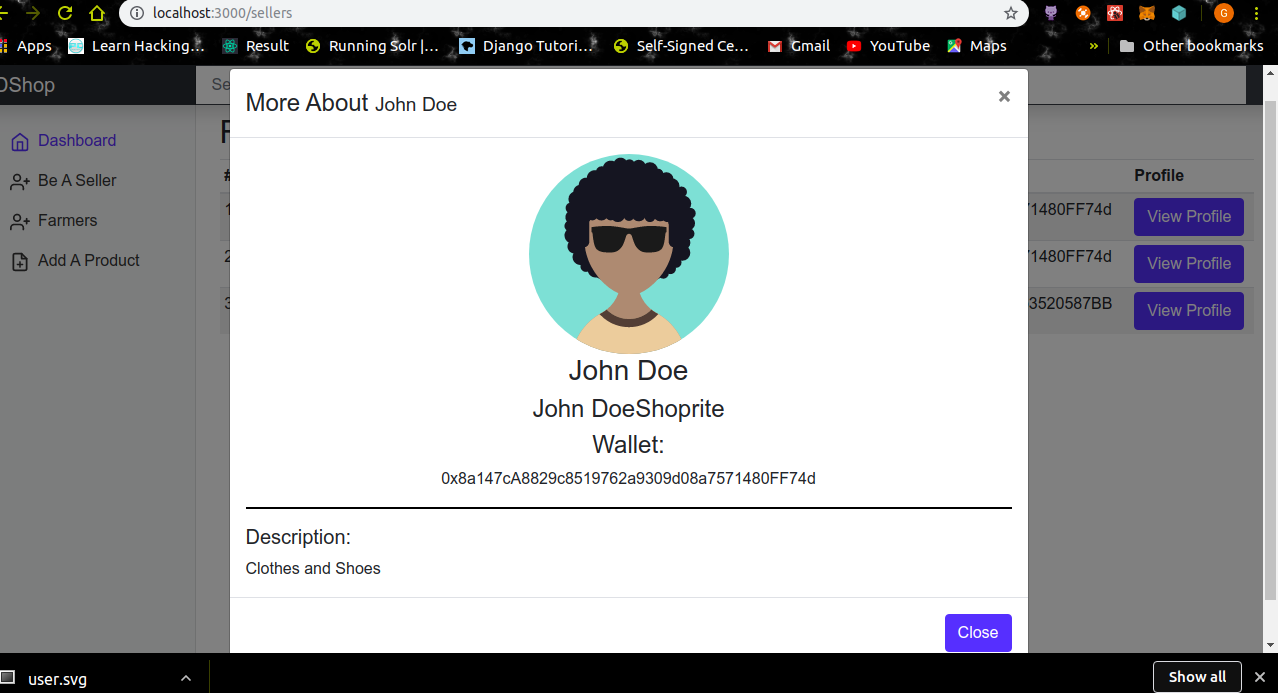 localhost:3000/sellers
G
Apps Learn Hacking… Result Running Solr |… Django Tutori… Self-Signed Ce… Gmail YouTube Maps » Other bookmarks
DShop Se
More About John Doe ×
Dashboard
Be A Seller
Farmers
Add A Product
# Profile
1 71480FF74d View Profile
2 71480FF74d View Profile
3 3520587BB View Profile
John Doe
John DoeShoprite
Wallet:
0x8a147cA8829c8519762a9309d08a7571480FF74d
Description:
Clothes and Shoes
Close
user.svg Show all ×